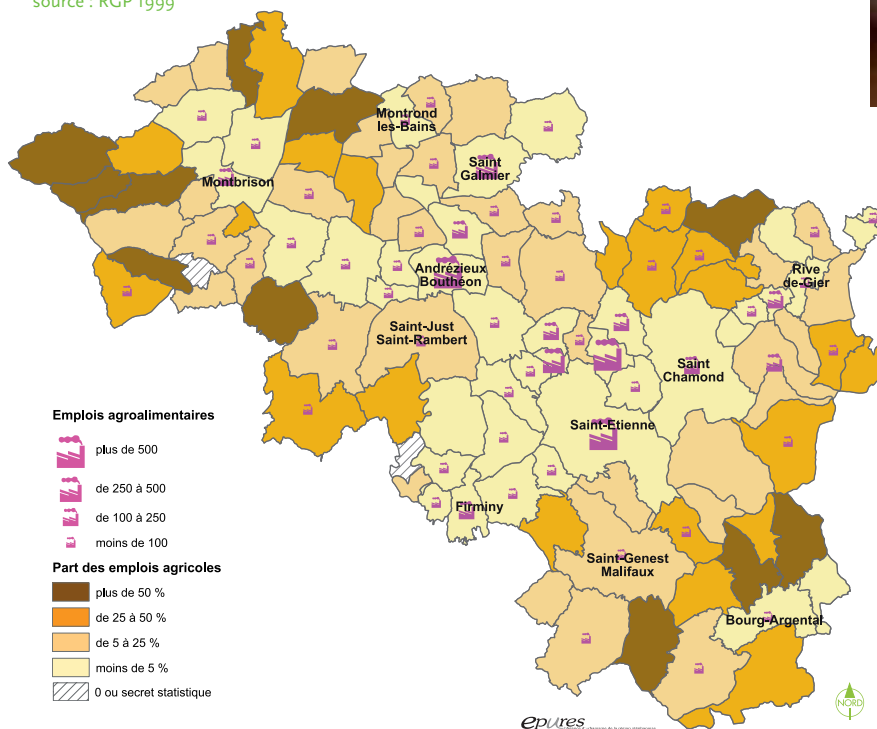 source : RGP 1999
Montrond
les-Bains
Saint
Galmier
Montbrison
Andrézieux
Bouthéon
Rive
de-Gier
Saint-Just
Saint-Rambert
Saint
Chamond
Saint-Etienne
Firminy
Saint-Genest
Malifaux
Bourg-Argental
Emplois agroalimentaires
plus de 500
de 250 à 500
de 100 à 250
moins de 100
Part des emplois agricoles
plus de 50 %
de 25 à 50 %
de 5 à 25 %
moins de 5 %
0 ou secret statistique
epures
NORD